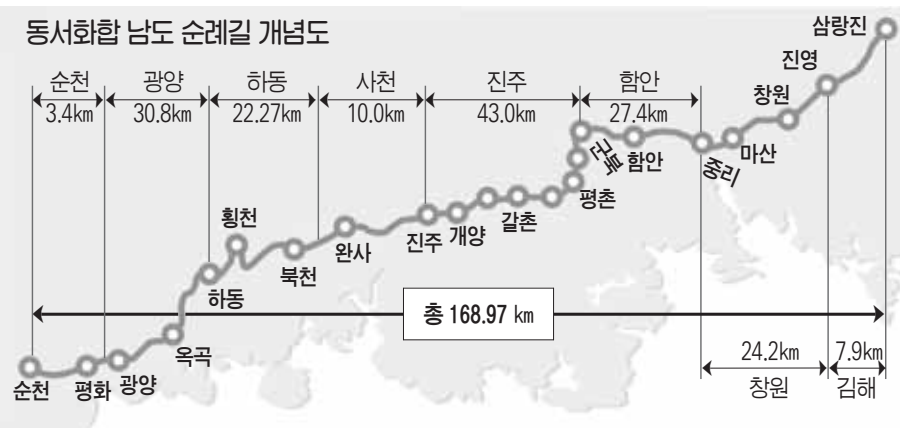 동서화합 남도 순례길 개념도
순천
3.4km
광양
30.8km
하동
22.27km
사천
10.0km
진주
43.0km
함안
27.4km
삼랑진
진영
창원
마산
중리
함안
군북
평촌
갈촌
개양
진주
완사
북천
횡천
하동
옥곡
광양
평화
순천
총 168.97 km
24.2km
창원
7.9km
김해